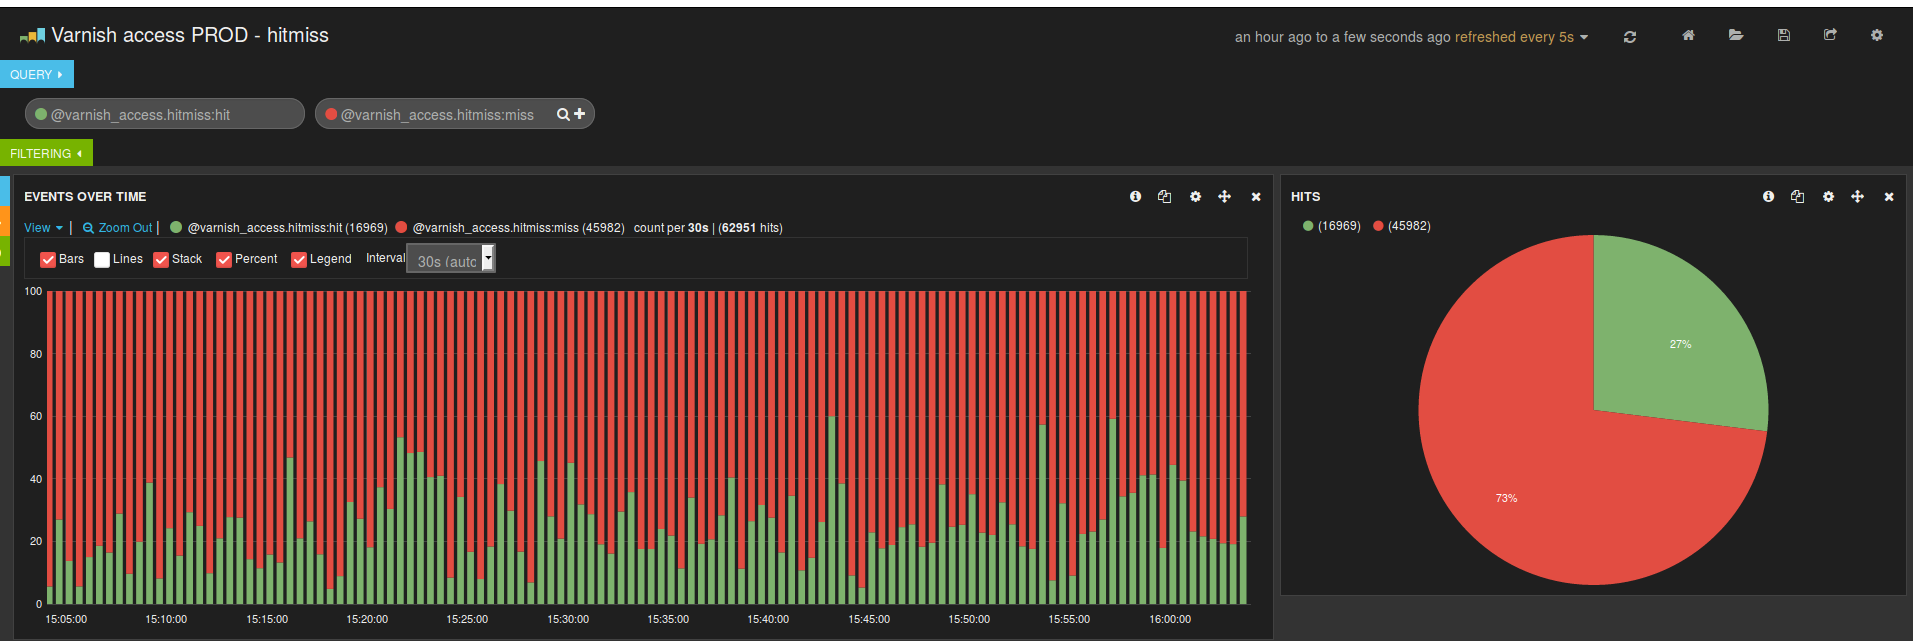 Varnish access PROD - hitmiss
an hour ago to a few seconds ago refreshed every 5s
QUERY
@varnish_access.hitmiss:hit
@varnish_access.hitmiss:miss
FILTERING
EVENTS OVER TIME
View | Zoom Out | @varnish_access.hitmiss:hit (16969) @varnish_access.hitmiss:miss (45982) count per 30s | (62951 hits)
Bars Lines Stack Percent Legend Interval 30s (auto
100
80
60
40
20
0
15:05:00 15:10:00 15:15:00 15:20:00 15:25:00 15:30:00 15:35:00 15:40:00 15:45:00 15:50:00 15:55:00 16:00:00
HITS
(16969) (45982)
27%
73%